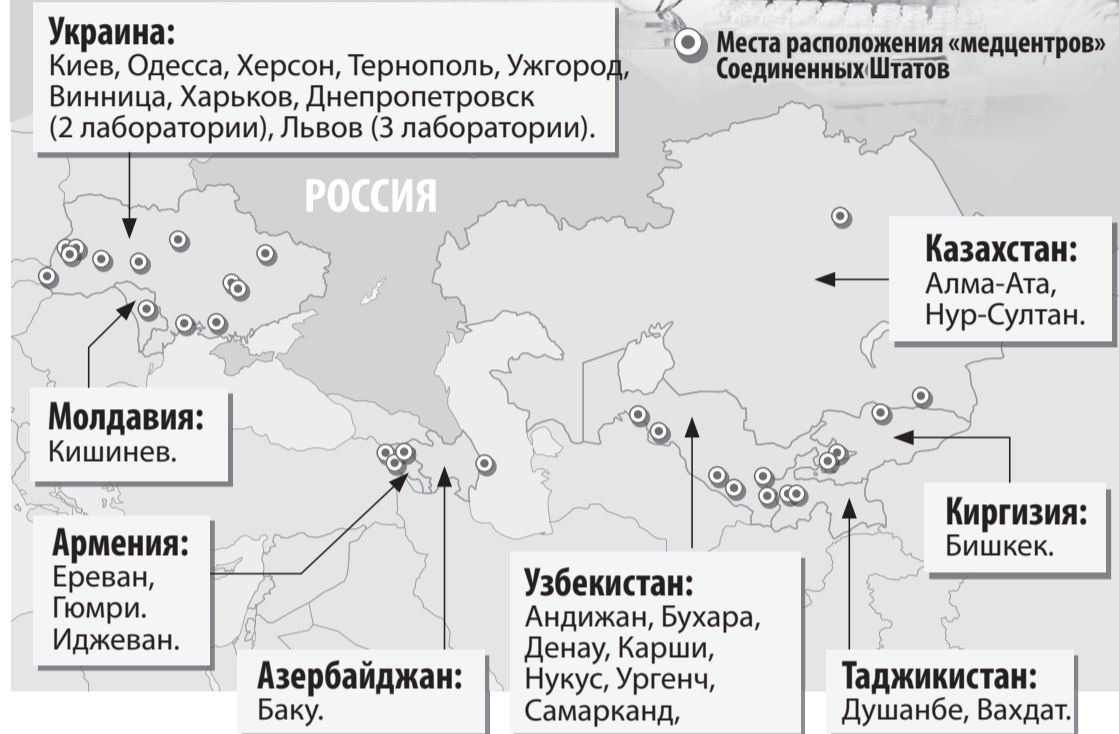 Украина:
Киев, Одесса, Херсон, Тернополь, Ужгород,
Винница, Харьков, Днепропетровск
(2 лаборатории), Львов (3 лаборатории).
Места расположения «медцентров»
Соединенных Штатов
РОССИЯ
Казахстан:
Алма-Ата,
Нур-Султан.
Молдавия:
Кишинев.
Киргизия:
Бишкек.
Армения:
Ереван,
Гюмри.
Иджеван.
Узбекистан:
Андижан, Бухара,
Денау, Карши,
Нукус, Ургенч,
Самарканд,
Азербайджан:
Баку.
Таджикистан:
Душанбе, Вахдат.